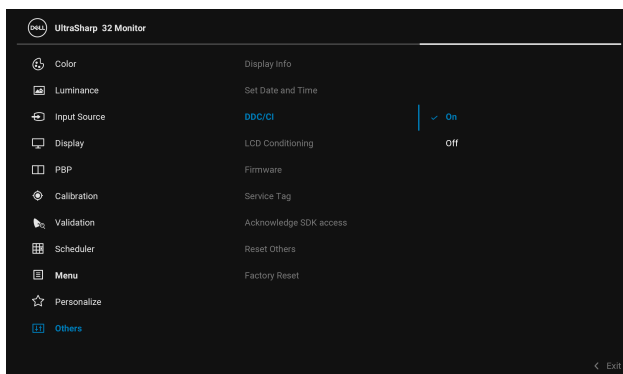 DELL UltraSharp 32 Monitor
Color Display Info
Luminance Set Date and Time
Input Source DDC/CI On
Display LCD Conditioning Off
PBP Firmware
Calibration Service Tag
Validation Acknowledge SDK access
Scheduler Reset Others
Menu Factory Reset
Personalize
Others
Exit